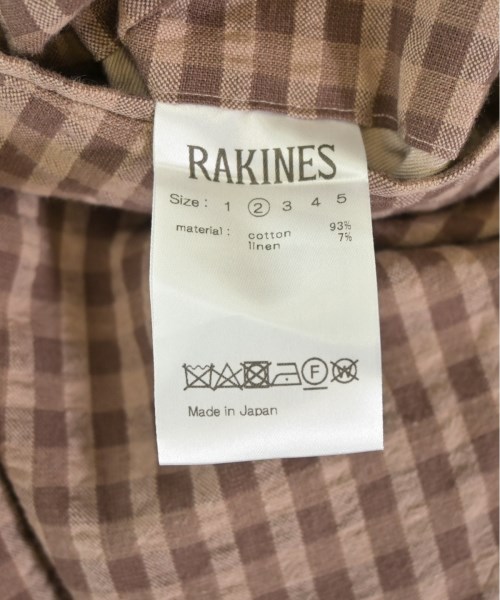 RAKINES
Size: 1 2 3 4 5
material: cotton 93%
linen 7%
F W
Made in Japan